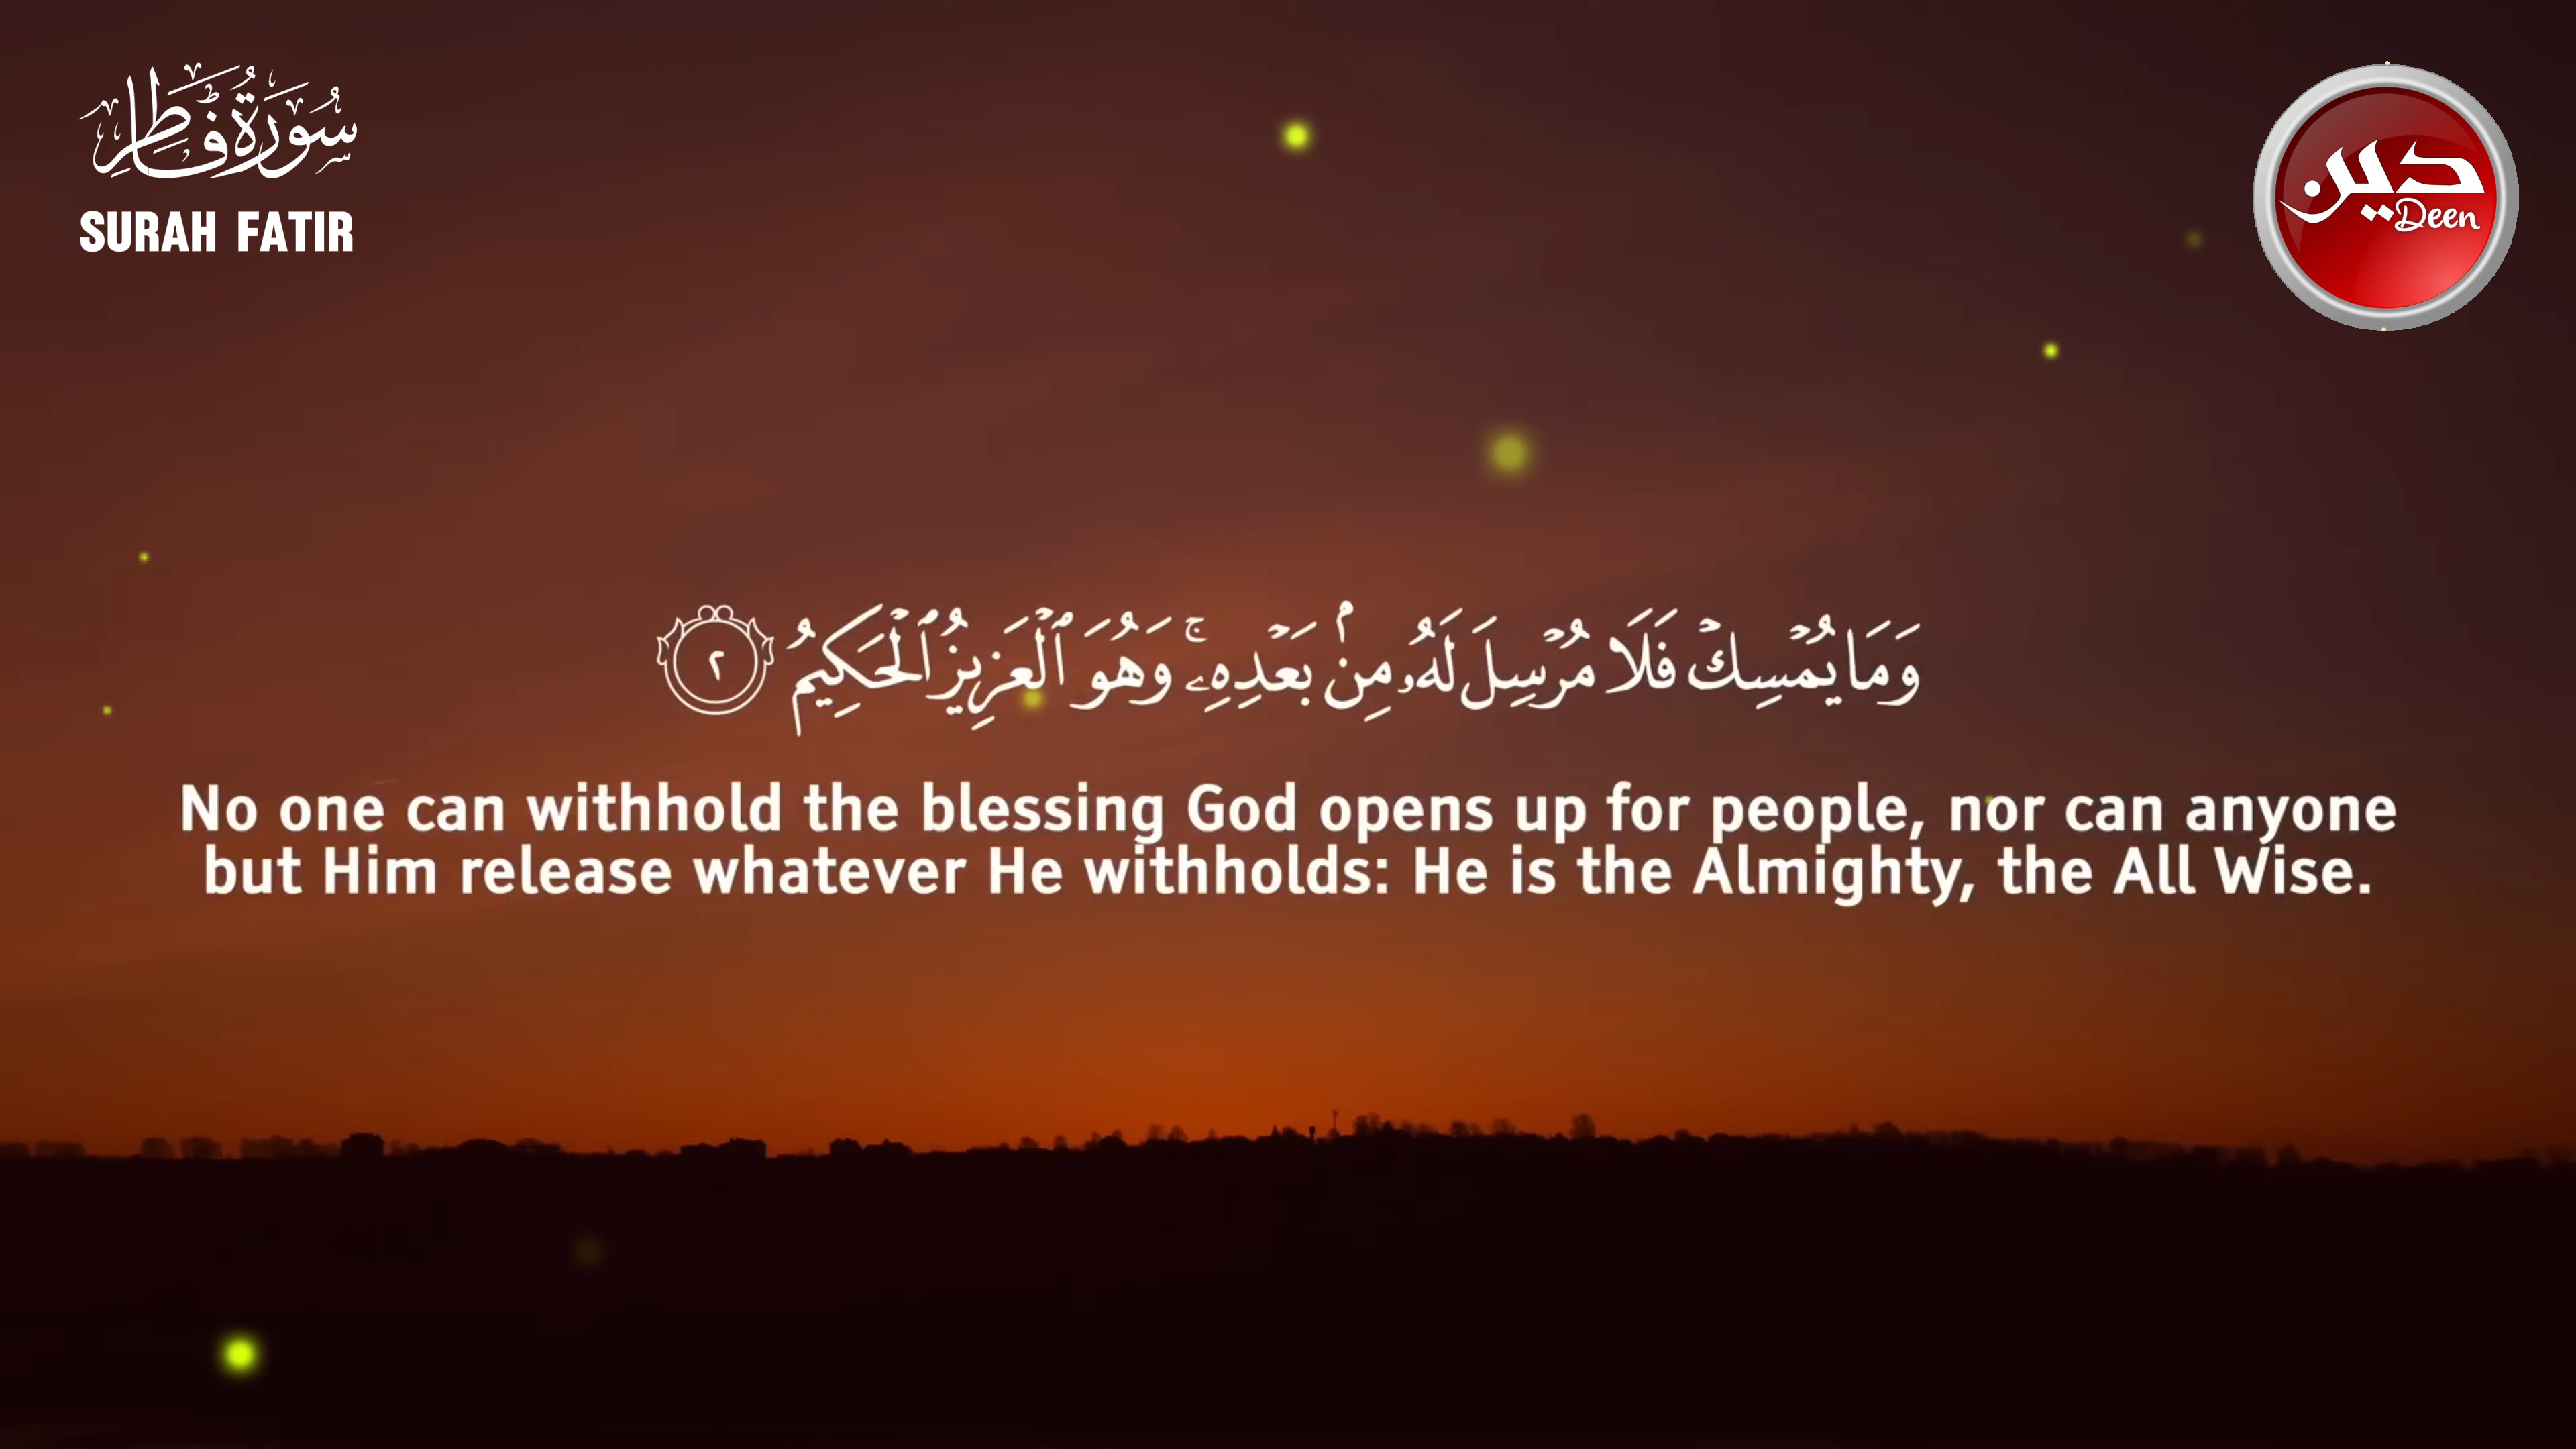 سُورَةُ فَاطِرٍ
SURAH FATIR
دين
Deen
وَمَا يُمْسِكْ فَلَا مُرْسِلَ لَهُۥ مِنۢ بَعْدِهِۦ ۚ وَهُوَ ٱلْعَزِيزُ ٱلْحَكِيمُ ٢
No one can withhold the blessing God opens up for people, nor can anyone
but Him release whatever He withholds: He is the Almighty, the All Wise.